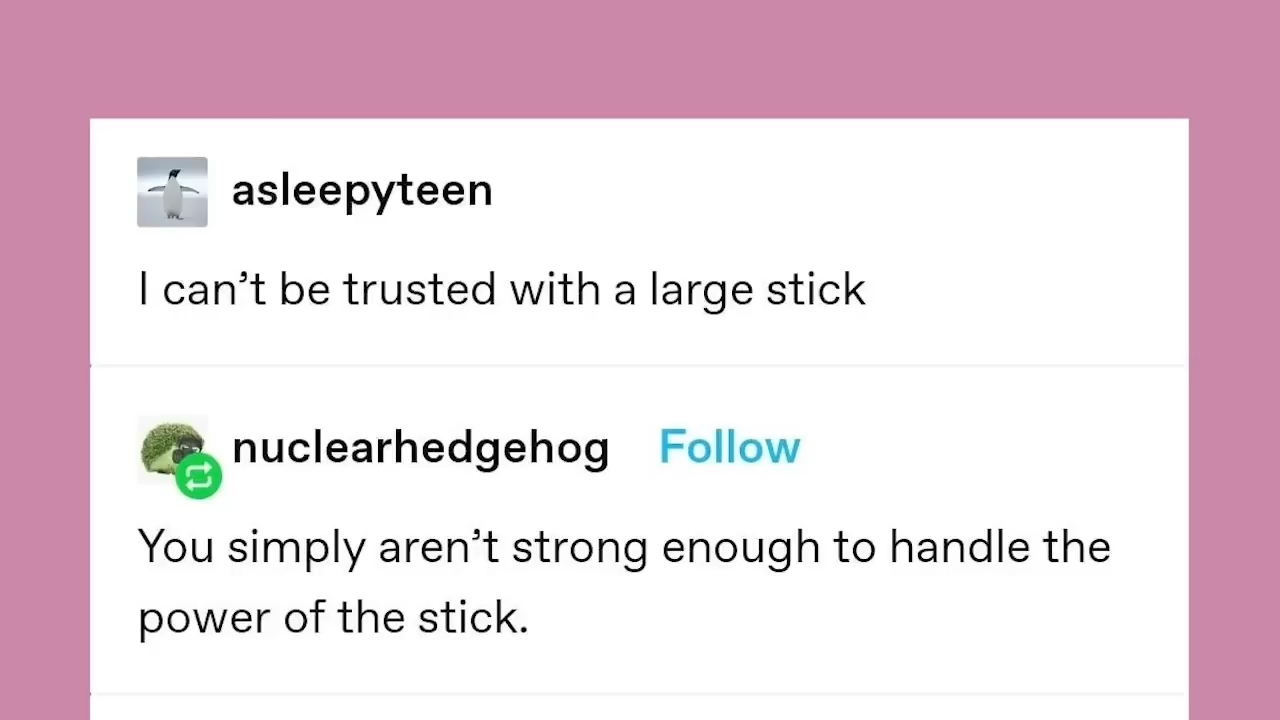 asleepyteen
I can’t be trusted with a large stick
nuclearhedgehog Follow
You simply aren’t strong enough to handle the
power of the stick.